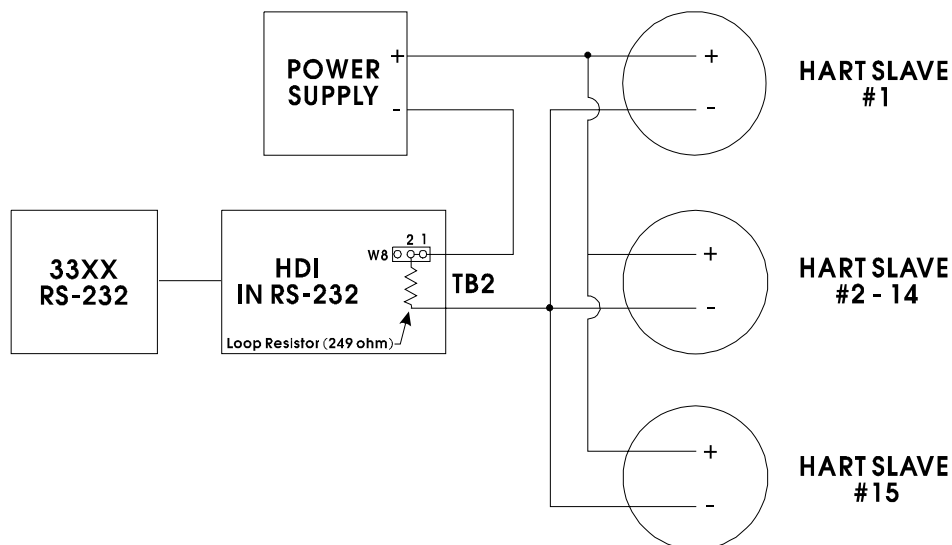 POWER
SUPPLY
+
-
+
-
HART SLAVE
#1
33XX
RS-232
HDI
IN RS-232
2 1
W8
TB2
Loop Resistor (249 ohm)
+
-
HART SLAVE
#2 - 14
+
-
HART SLAVE
#15